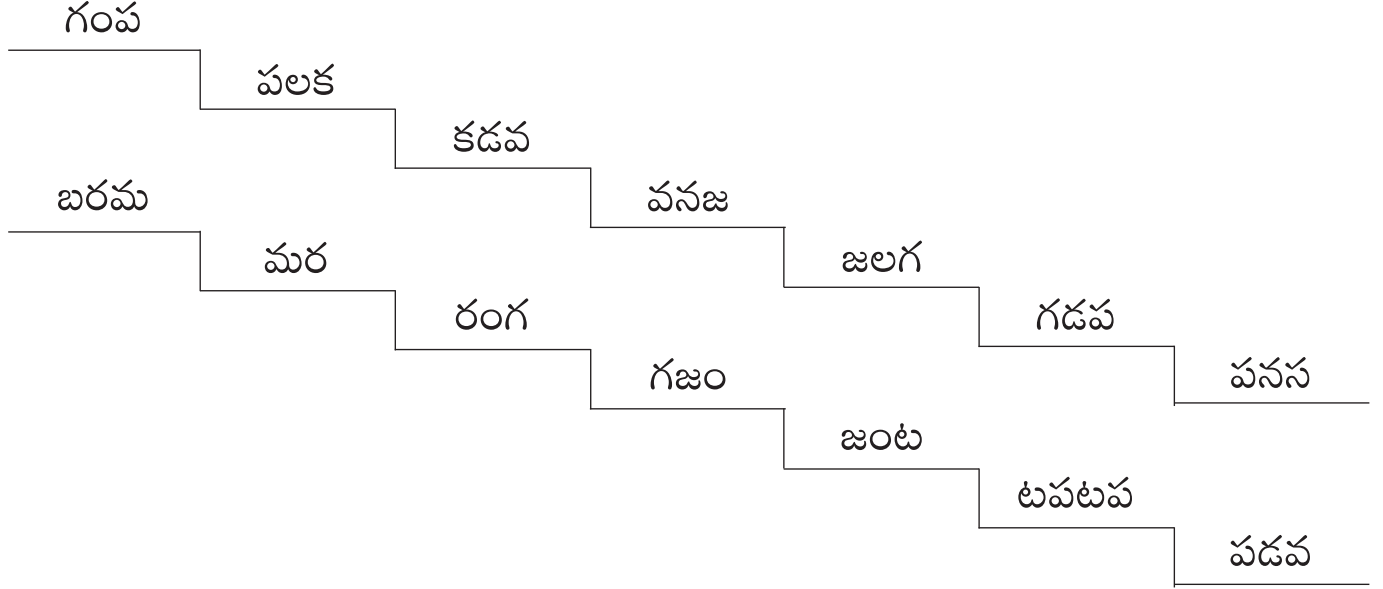 గంప
పలక
కడవ
వనజ
జలగ
గడప
పనస
బరమ
మర
రంగ
గజం
జంట
టపటప
పడవ